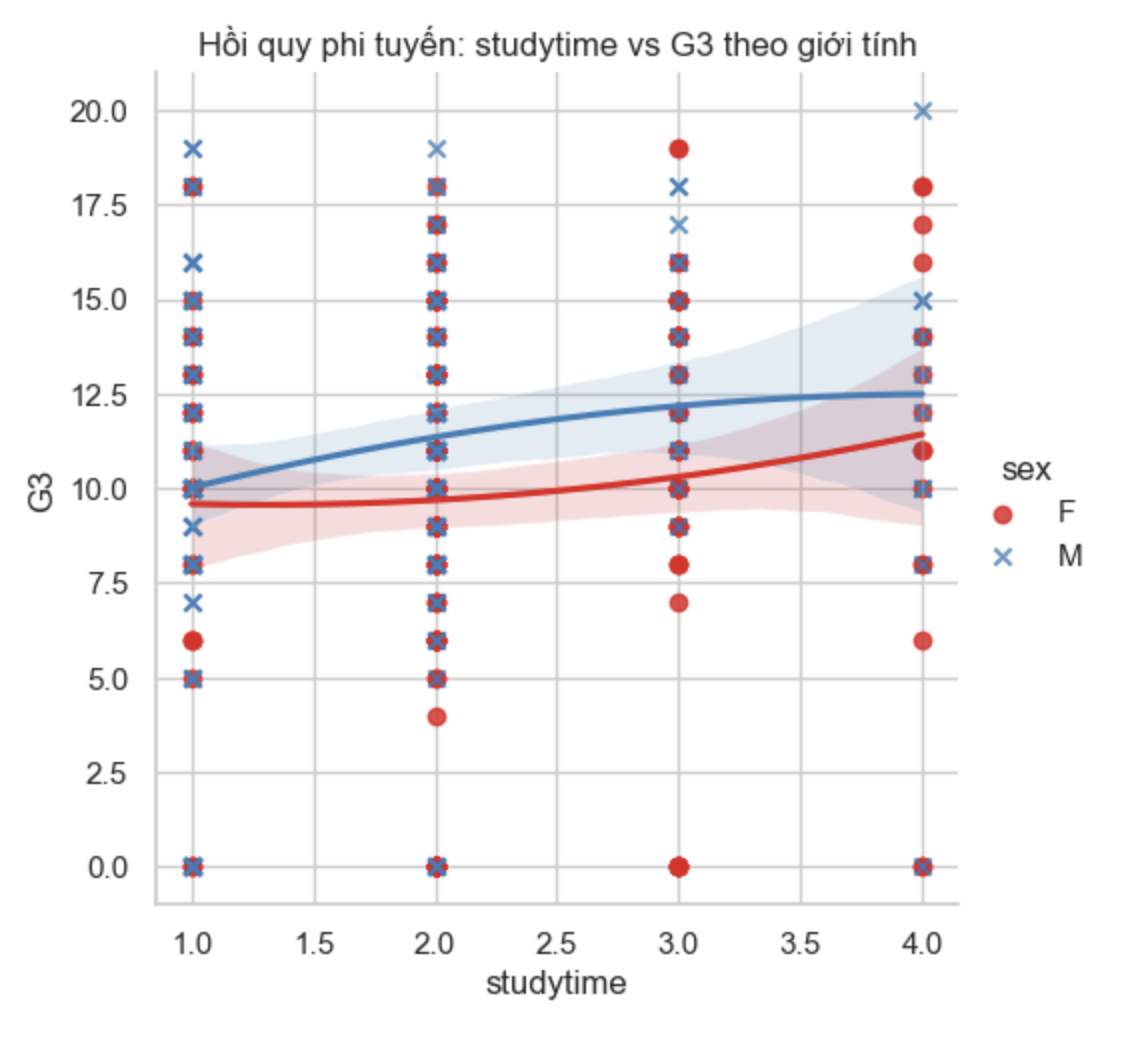 Hồi quy phi tuyến: studytime vs G3 theo giới tính
20.0
17.5
15.0
12.5
10.0
7.5
5.0
2.5
0.0
G3
1.0 1.5 2.0 2.5 3.0 3.5 4.0
studytime
sex
F
M